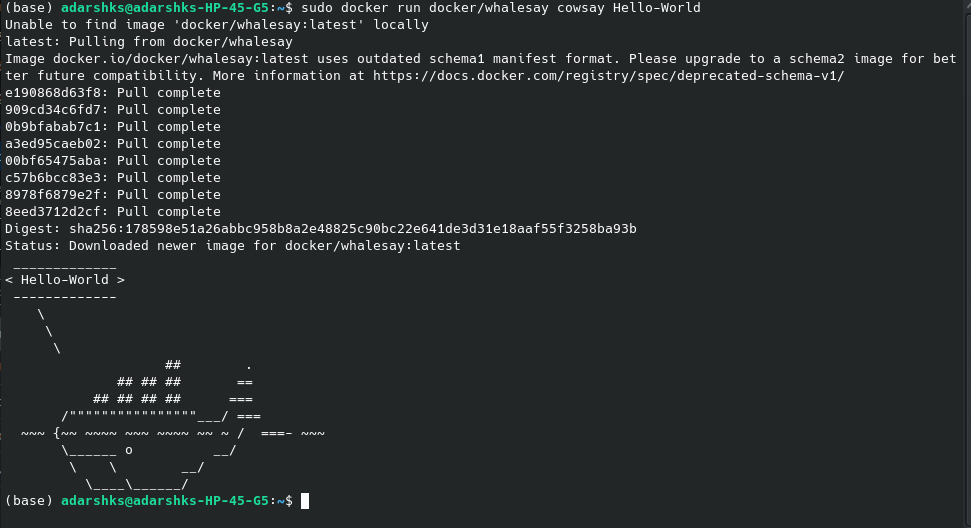 (base) adarshks@adarshks-HP-45-G5:~$ sudo docker run docker/whalesay cowsay Hello-World
Unable to find image 'docker/whalesay:latest' locally
latest: Pulling from docker/whalesay
Image docker.io/docker/whalesay:latest uses outdated schema1 manifest format. Please upgrade to a schema2 image for bet
ter future compatibility. More information at https://docs.docker.com/registry/spec/deprecated-schema-v1/
e190868d63f8: Pull complete
909cd34c6fd7: Pull complete
0b9bfabab7c1: Pull complete
a3ed95caeb02: Pull complete
00bf65475aba: Pull complete
c57b6bcc83e3: Pull complete
8978f6879e2f: Pull complete
8eed3712d2cf: Pull complete
Digest: sha256:178598e51a26abbc958b8a2e48825c90bc22e641de3d31e18aaf55f3258ba93b
Status: Downloaded newer image for docker/whalesay:latest
 _____________
< Hello-World >
 -------------
    \
     \
      \
                    ##        .
              ## ## ##       ==
           ## ## ## ##      ===
       /""""""""""""""""___/ ===
  ~~~ {~~ ~~~~ ~~~ ~~~~ ~~ ~ /  ===- ~~~
       \______ o          __/
        \    \        __/
          \____\______/
(base) adarshks@adarshks-HP-45-G5:~$